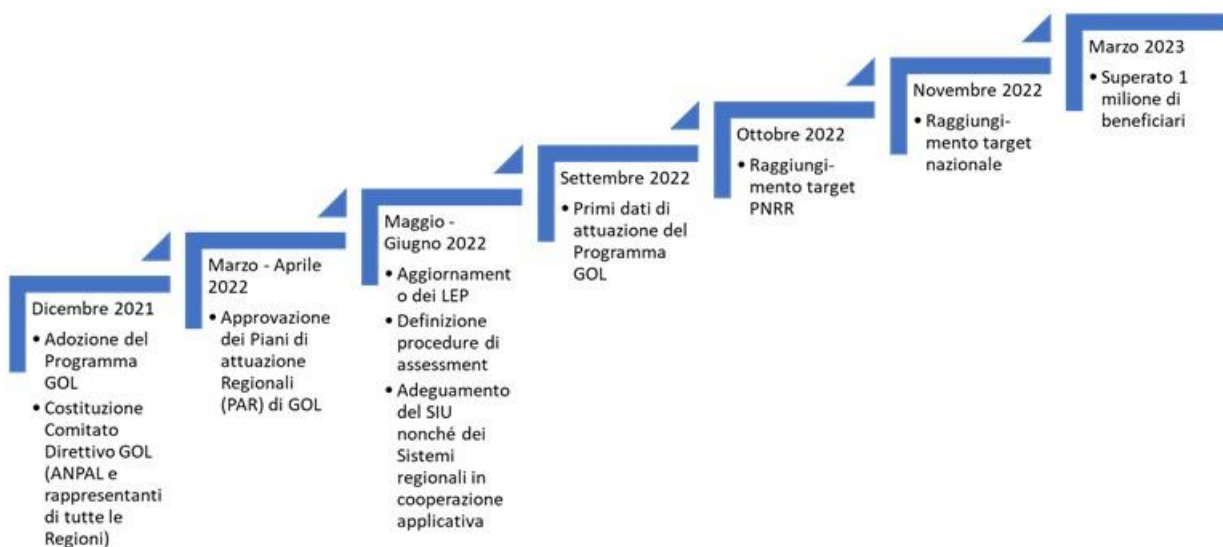 Dicembre 2021
• Adozione del
Programma
GOL
• Costituzione
Comitato
Direttivo GOL
(ANPAL e
rappresentanti
di tutte le
Regioni)
Marzo - Aprile
2022
• Approvazione
dei Piani di
attuazione
Regionali
(PAR) di GOL
Maggio -
Giugno 2022
• Aggiornament
o dei LEP
• Definizione
procedure di
assessment
• Adeguamento
del SIU
nonché dei
Sistemi
regionali in
cooperazione
applicativa
Settembre 2022
• Primi dati di
attuazione del
Programma
GOL
Ottobre 2022
• Raggiungi-
mento target
PNRR
Novembre 2022
• Raggiungi-
mento target
nazionale
Marzo 2023
• Superato 1
milione di
beneficiari